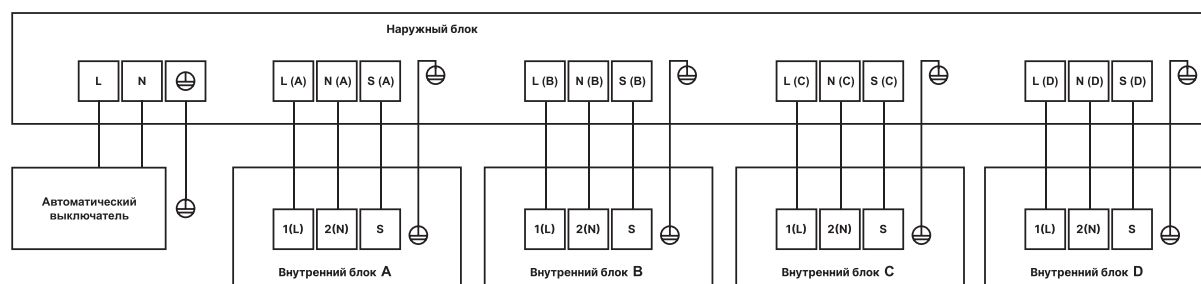 Наружный блок
L N L (A) N (A) S (A) L (B) N (B) S (B) L (C) N (C) S (C) L (D) N (D) S (D)
Автоматический
выключатель
1(L) 2(N) S 1(L) 2(N) S 1(L) 2(N) S 1(L) 2(N) S
Внутренний блок A Внутренний блок B Внутренний блок C Внутренний блок D